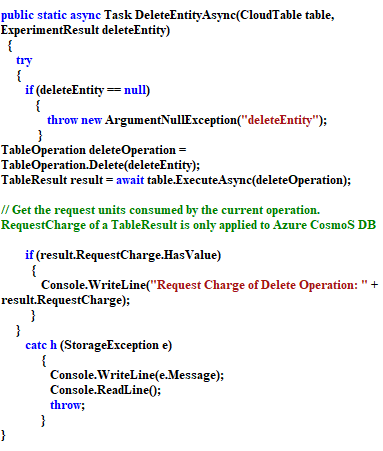 public static async Task DeleteEntityAsync(CloudTable table,
ExperimentResult deleteEntity)
{
try
{
if (deleteEntity == null)
{
throw new ArgumentNullException("deleteEntity");
}
TableOperation deleteOperation =
TableOperation.Delete(deleteEntity);
TableResult result = await table.ExecuteAsync(deleteOperation);
// Get the request units consumed by the current operation.
RequestCharge of a TableResult is only applied to Azure CosmoS DB
if (result.RequestCharge.HasValue)
{
Console.WriteLine("Request Charge of Delete Operation: " +
result.RequestCharge);
}
}
catc h (StorageException e)
{
Console.WriteLine(e.Message);
Console.ReadLine();
throw;
}
}